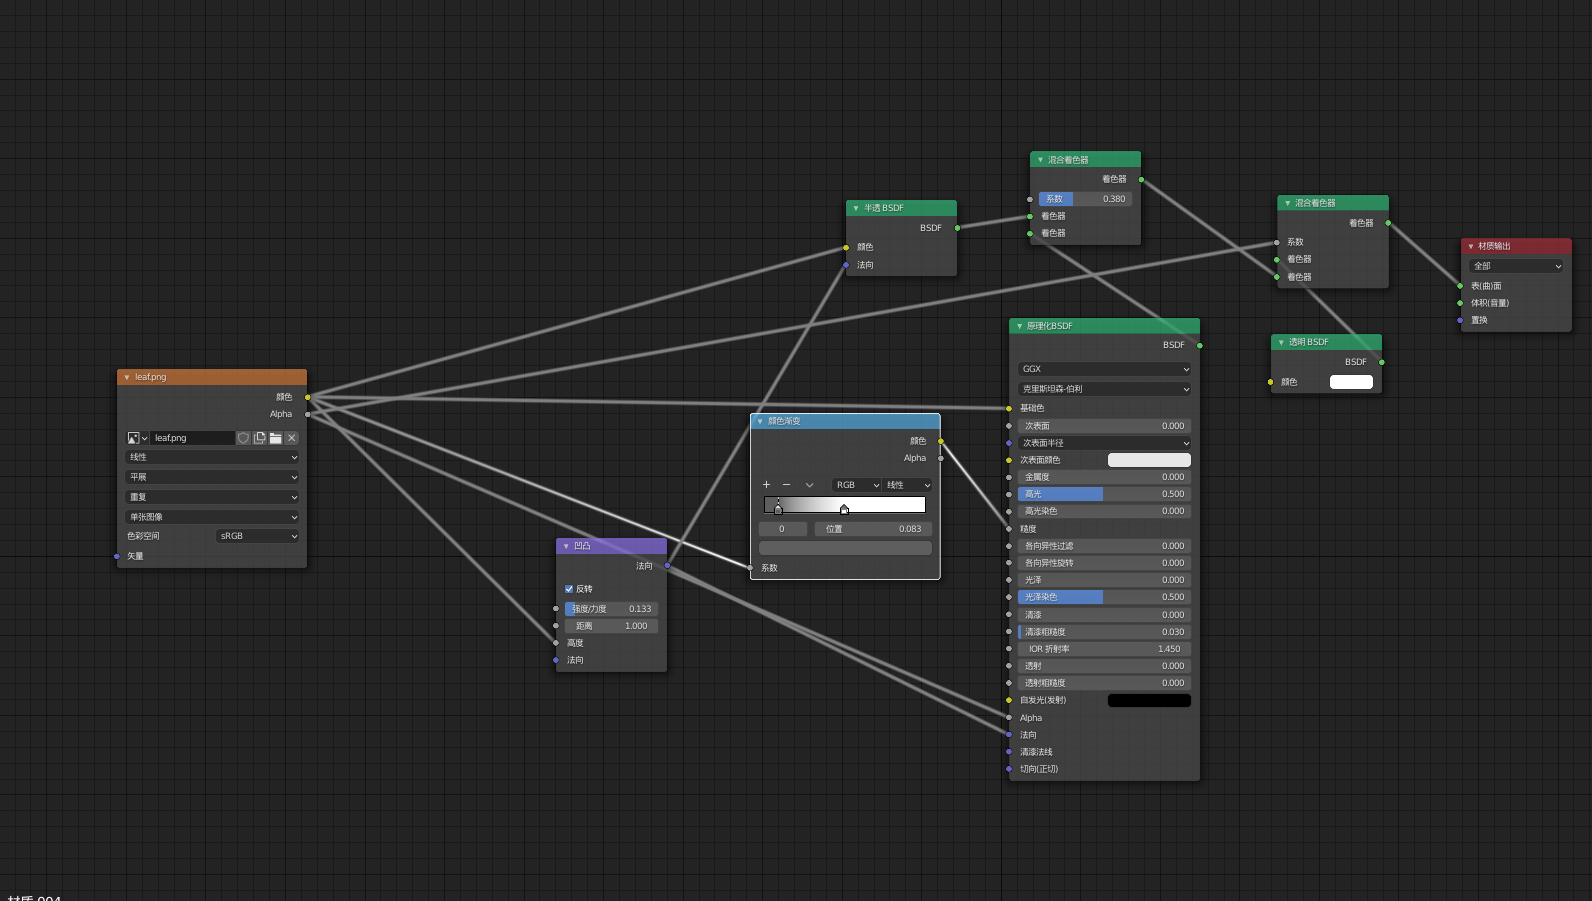 leaf.png
颜色
Alpha
leaf.png
线性
平展
重复
单张图像
色彩空间 sRGB
矢量
凹凸
法向
反转
强度/力度 0.133
距离 1.000
高度
法向
颜色渐变
颜色
Alpha
+ − RGB 线性
0 位置 0.083
系数
半透 BSDF
BSDF
颜色
法向
混合着色器
着色器
系数 0.380
着色器
着色器
原理化BSDF
BSDF
GGX
克里斯坦森-伯利
基础色
次表面 0.000
次表面半径
次表面颜色
金属度 0.000
高光 0.500
高光染色 0.000
糙度
各向异性过滤 0.000
各向异性旋转 0.000
光泽 0.000
光泽染色 0.500
清漆 0.000
清漆粗糙度 0.030
IOR 折射率 1.450
透射 0.000
透射粗糙度 0.000
自发光(发射)
Alpha
法向
清漆法线
切向(正切)
混合着色器
着色器
系数
着色器
着色器
透明 BSDF
BSDF
颜色
材质输出
全部
表(曲)面
体积(音量)
置换
材质.004